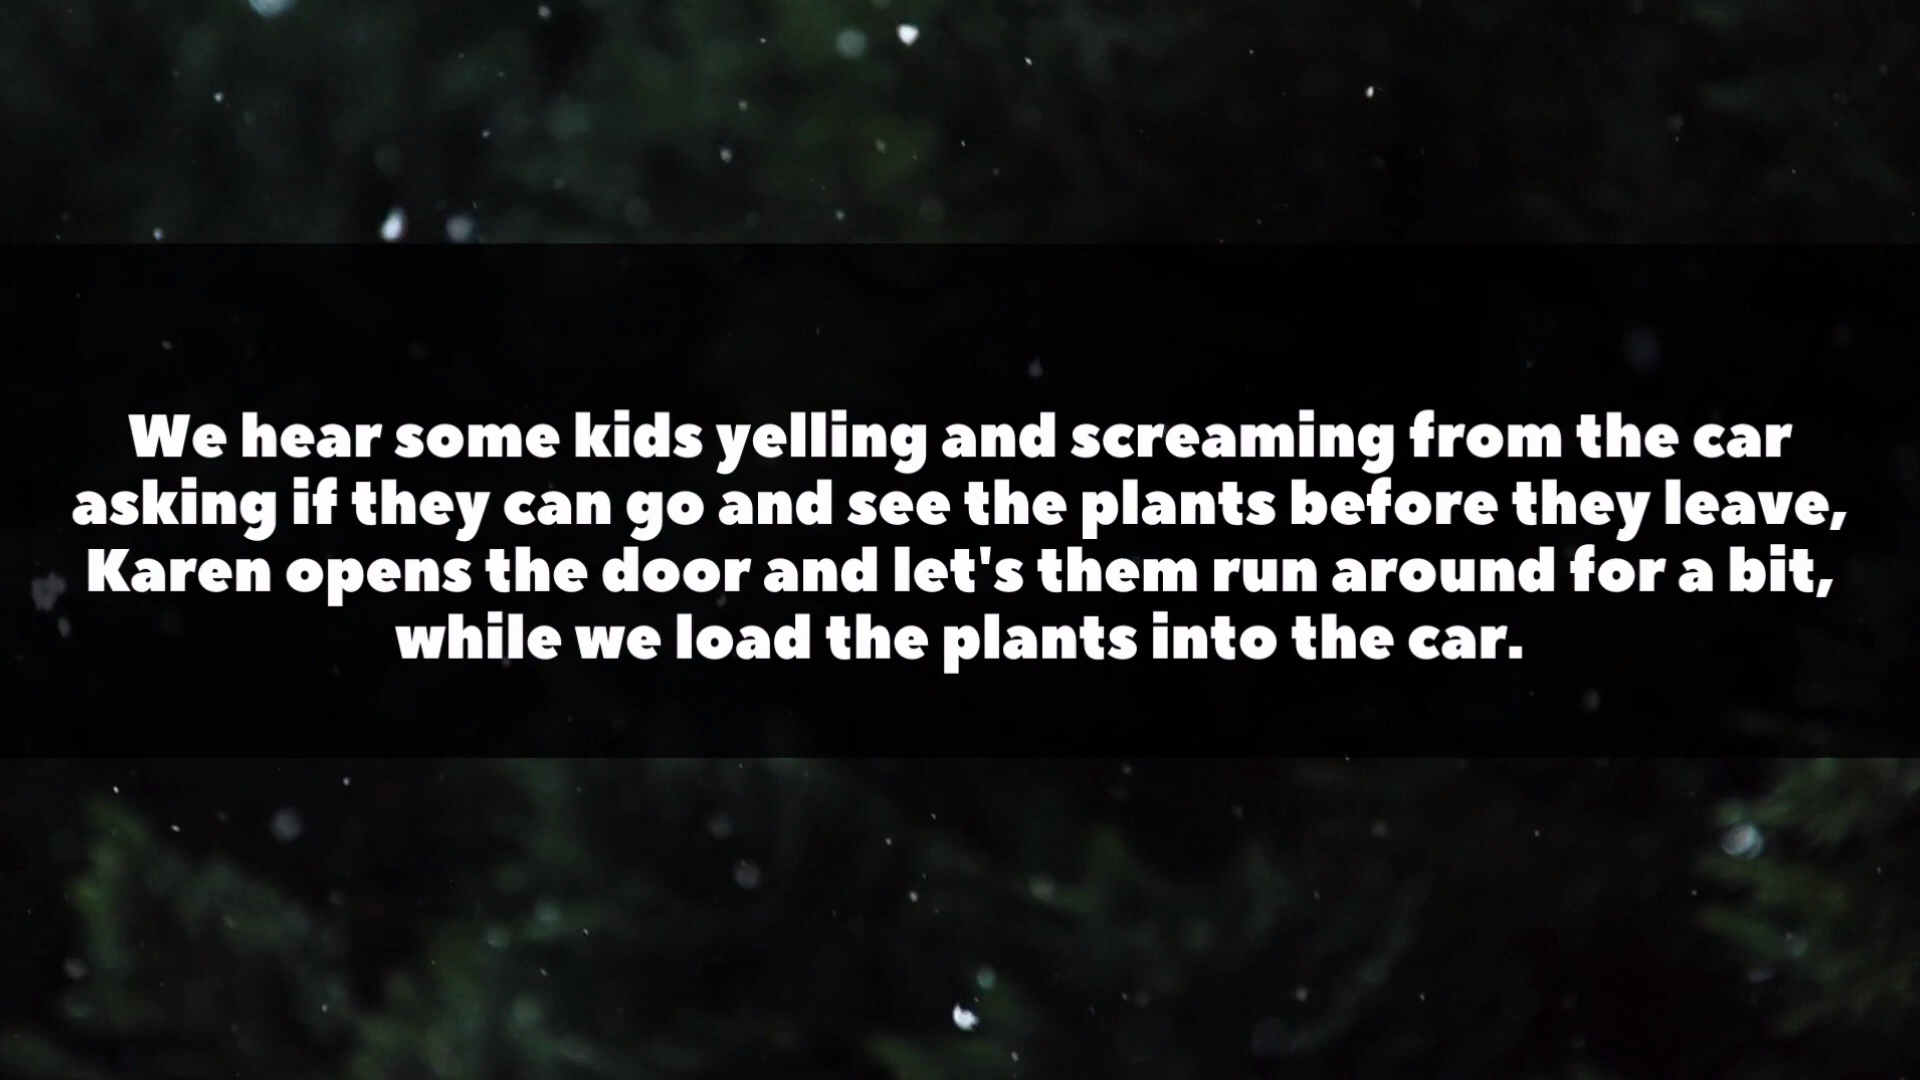 We hear some kids yelling and screaming from the car
asking if they can go and see the plants before they leave,
Karen opens the door and let's them run around for a bit,
while we load the plants into the car.